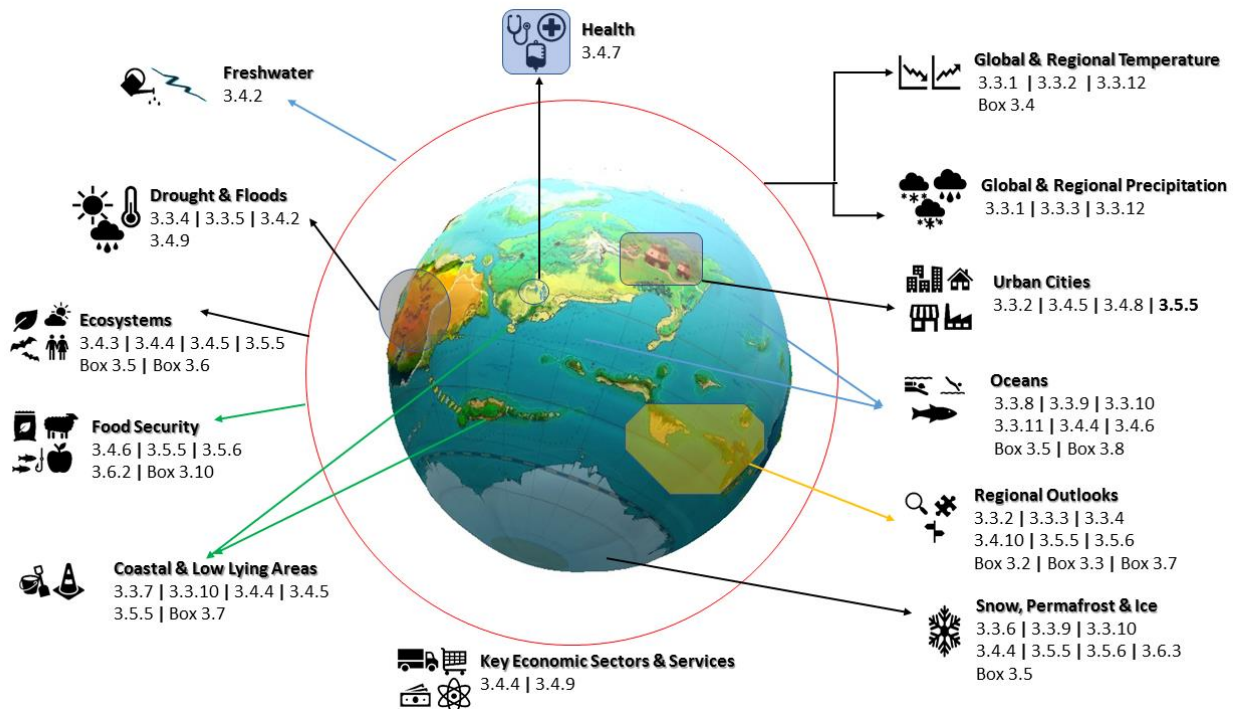 Health
3.4.7
Freshwater
3.4.2
Global & Regional Temperature
3.3.1 | 3.3.2 | 3.3.12
Box 3.4
Drought & Floods
3.3.4 | 3.3.5 | 3.4.2
3.4.9
Global & Regional Precipitation
3.3.1 | 3.3.3 | 3.3.12
Urban Cities
3.3.2 | 3.4.5 | 3.4.8 | 3.5.5
Ecosystems
3.4.3 | 3.4.4 | 3.4.5 | 3.5.5
Box 3.5 | Box 3.6
Oceans
3.3.8 | 3.3.9 | 3.3.10
3.3.11 | 3.4.4 | 3.4.6
Box 3.5 | Box 3.8
Food Security
3.4.6 | 3.5.5 | 3.5.6
3.6.2 | Box 3.10
Regional Outlooks
3.3.2 | 3.3.3 | 3.3.4
3.4.10 | 3.5.5 | 3.5.6
Box 3.2 | Box 3.3 | Box 3.7
Coastal & Low Lying Areas
3.3.7 | 3.3.10 | 3.4.4 | 3.4.5
3.5.5 | Box 3.7
Snow, Permafrost & Ice
3.3.6 | 3.3.9 | 3.3.10
3.4.4 | 3.5.5 | 3.5.6 | 3.6.3
Box 3.5
Key Economic Sectors & Services
3.4.4 | 3.4.9